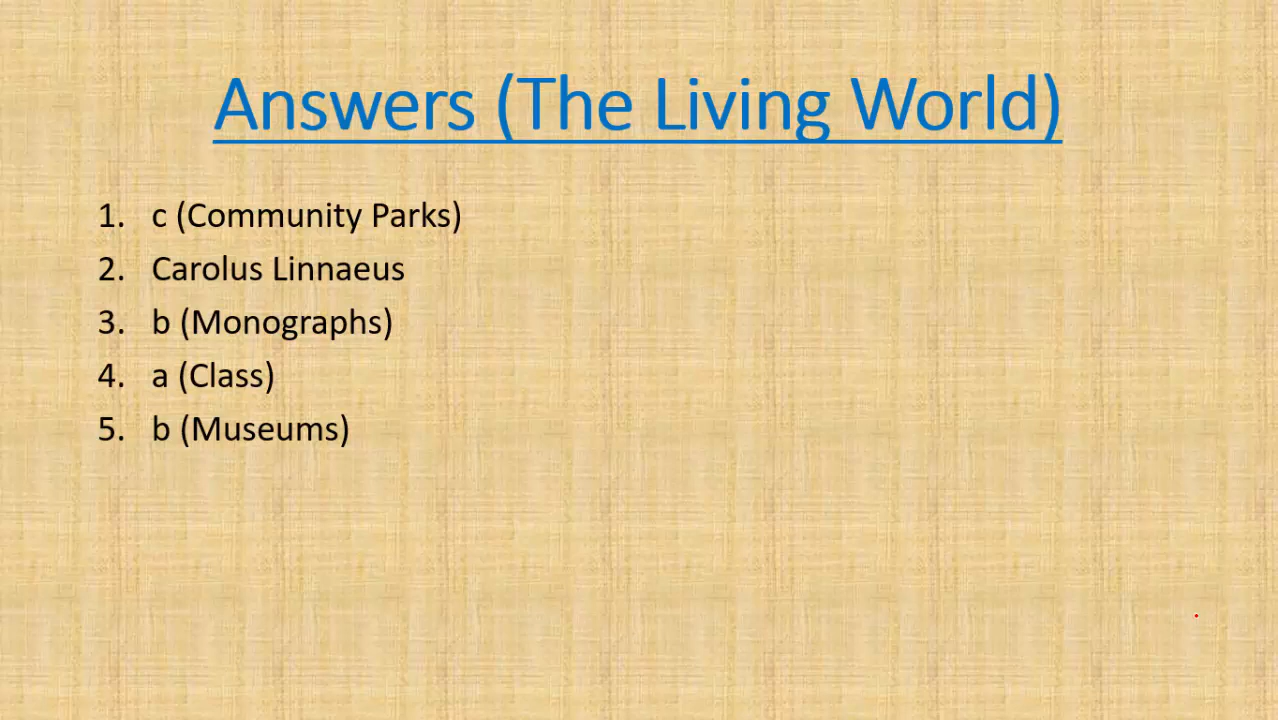 Answers (The Living World)
1. c (Community Parks)
2. Carolus Linnaeus
3. b (Monographs)
4. a (Class)
5. b (Museums)